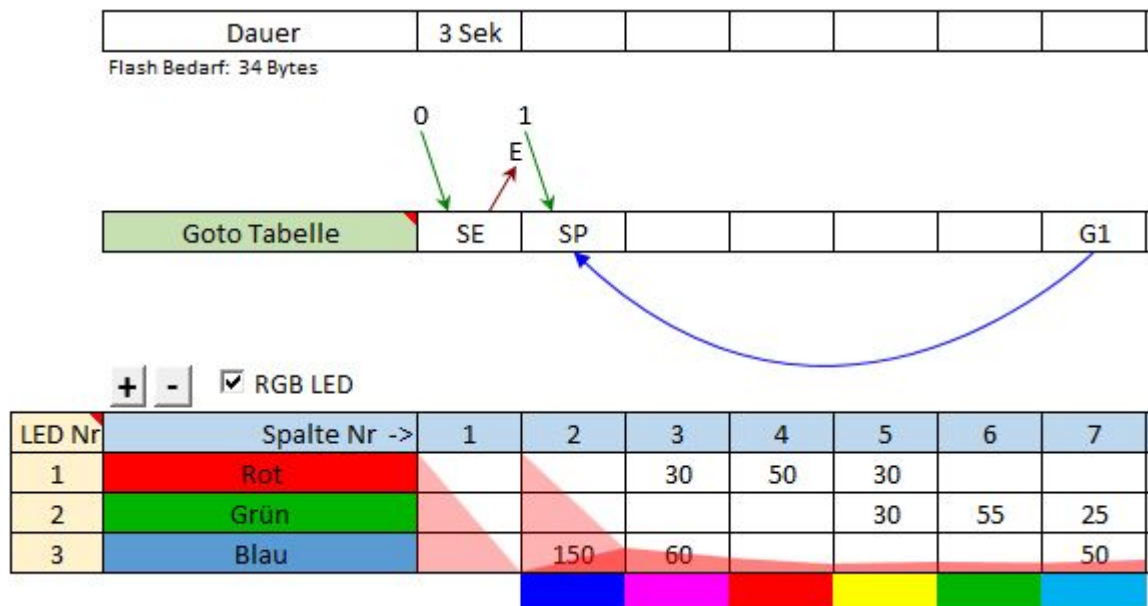 Dauer 3 Sek
Flash Bedarf: 34 Bytes
0 1
E
Goto Tabelle SE SP G1
+ - RGB LED
LED Nr Spalte Nr -> 1 2 3 4 5 6 7
1 Rot 30 50 30
2 Grün 30 55 25
3 Blau 150 60 50